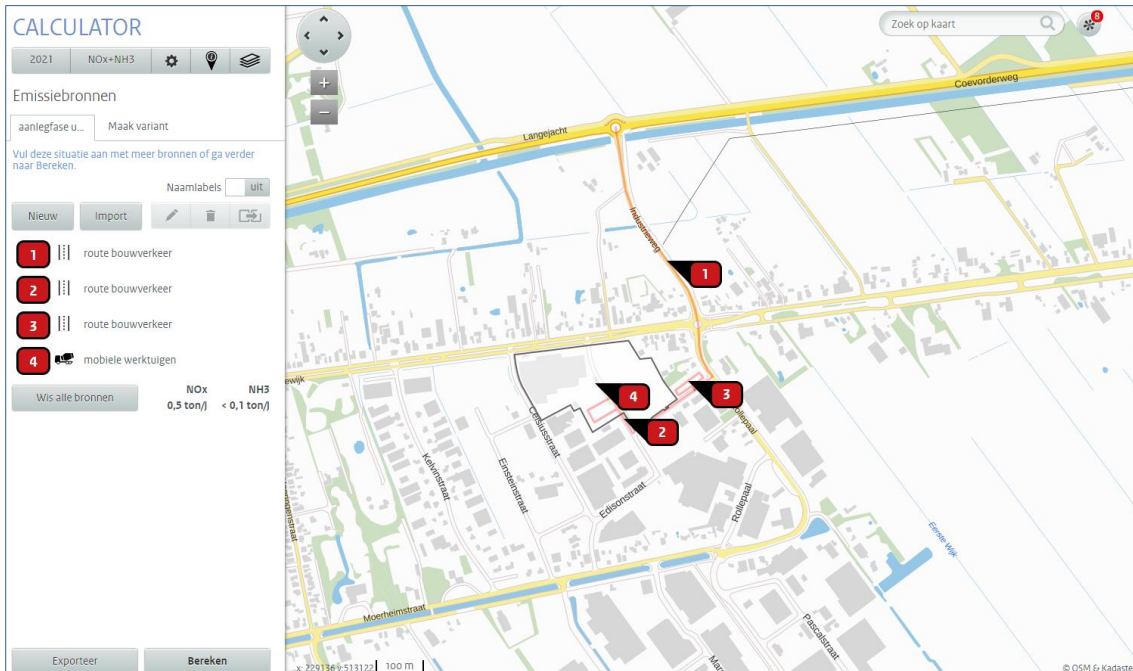 CALCULATOR
2021
NOx+NH3
Emissiebronnen
aanlegfase u...
Maak variant
Vul deze situatie aan met meer bronnen of ga verder
naar Bereken.
Naamlabels
uit
Nieuw
Import
1
route bouwverkeer
2
route bouwverkeer
3
route bouwverkeer
4
mobiele werktuigen
Wis alle bronnen
NOx NH3
0,5 ton/j < 0,1 ton/j
Exporteer
Bereken
Zoek op kaart
8
+
−
Coevorderweg
Langejacht
Industrieweg
1
ewijk
4
3
2
Rollepaal
Celsiusstraat
Kelvinstraat
Einsteinstraat
Edisonstraat
Rollepaal
Eerste Wijk
Moerheimstraat
Pascalstraat
x: 229136 y:513122
100 m
© OSM & Kadaster